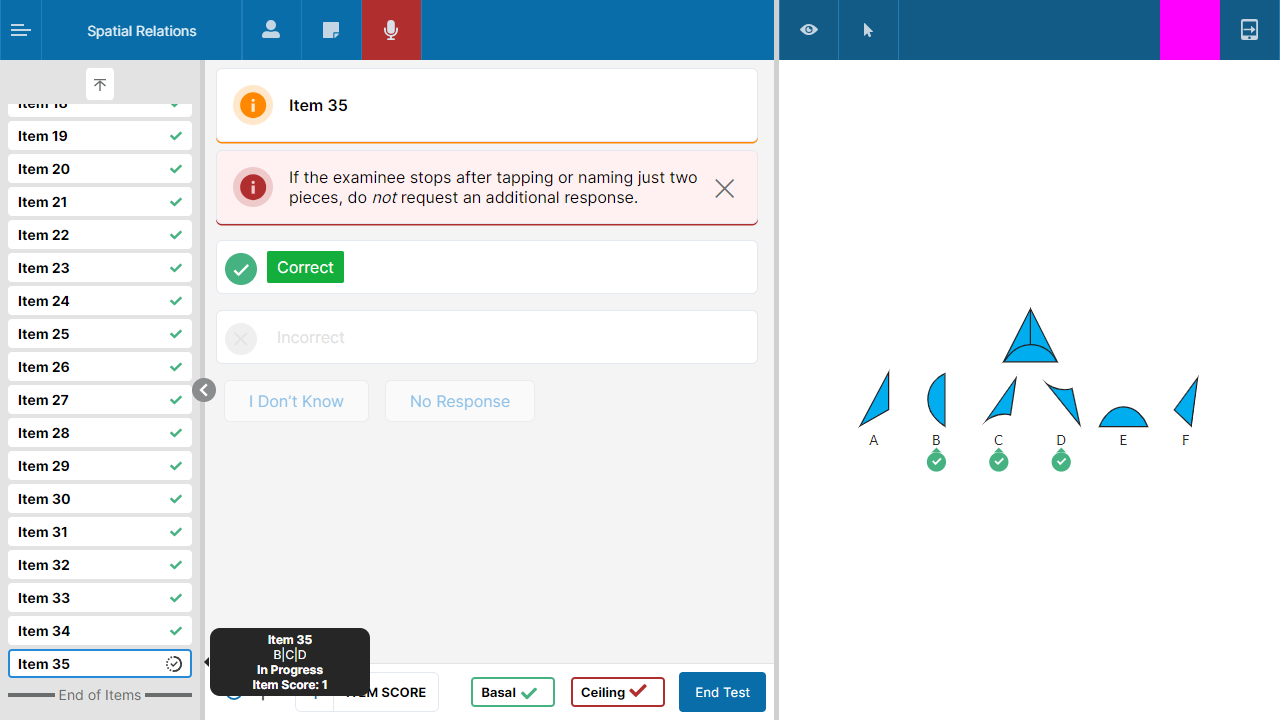 Spatial Relations
Item 18
Item 19
Item 20
Item 21
Item 22
Item 23
Item 24
Item 25
Item 26
Item 27
Item 28
Item 29
Item 30
Item 31
Item 32
Item 33
Item 34
Item 35
End of Items
Item 35
If the examinee stops after tapping or naming just two
pieces, do not request an additional response.
Correct
Incorrect
I Don’t Know
No Response
Item 35
B|C|D
In Progress
Item Score: 1
SCORE
Basal
Ceiling
End Test
A B C D E F